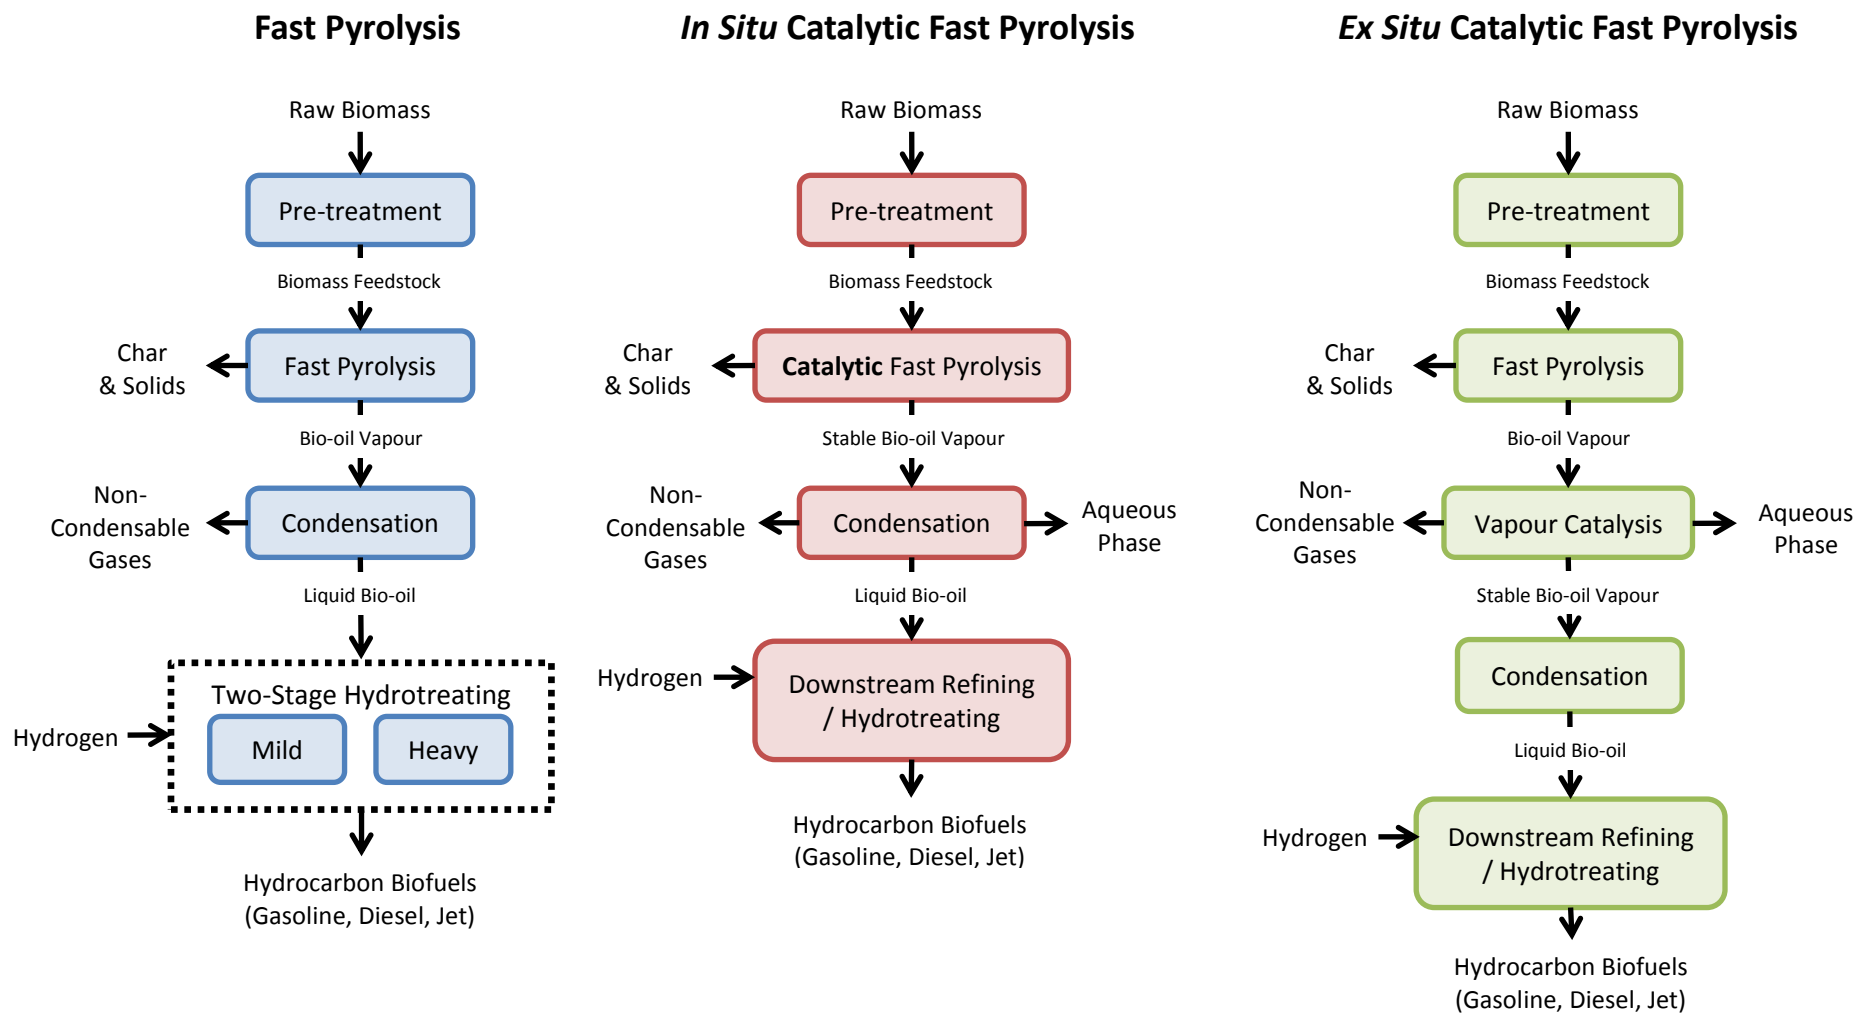 Fast Pyrolysis
Raw Biomass
Pre-treatment
Biomass Feedstock
Char
& Solids
Fast Pyrolysis
Bio-oil Vapour
Non-
Condensable
Gases
Condensation
Liquid Bio-oil
Two-Stage Hydrotreating
Hydrogen
Mild
Heavy
Hydrocarbon Biofuels
(Gasoline, Diesel, Jet)
In Situ Catalytic Fast Pyrolysis
Raw Biomass
Pre-treatment
Biomass Feedstock
Char
& Solids
Catalytic Fast Pyrolysis
Stable Bio-oil Vapour
Non-
Condensable
Gases
Condensation
Aqueous
Phase
Liquid Bio-oil
Hydrogen
Downstream Refining
/ Hydrotreating
Hydrocarbon Biofuels
(Gasoline, Diesel, Jet)
Ex Situ Catalytic Fast Pyrolysis
Raw Biomass
Pre-treatment
Biomass Feedstock
Char
& Solids
Fast Pyrolysis
Bio-oil Vapour
Non-
Condensable
Gases
Vapour Catalysis
Aqueous
Phase
Stable Bio-oil Vapour
Condensation
Liquid Bio-oil
Hydrogen
Downstream Refining
/ Hydrotreating
Hydrocarbon Biofuels
(Gasoline, Diesel, Jet)